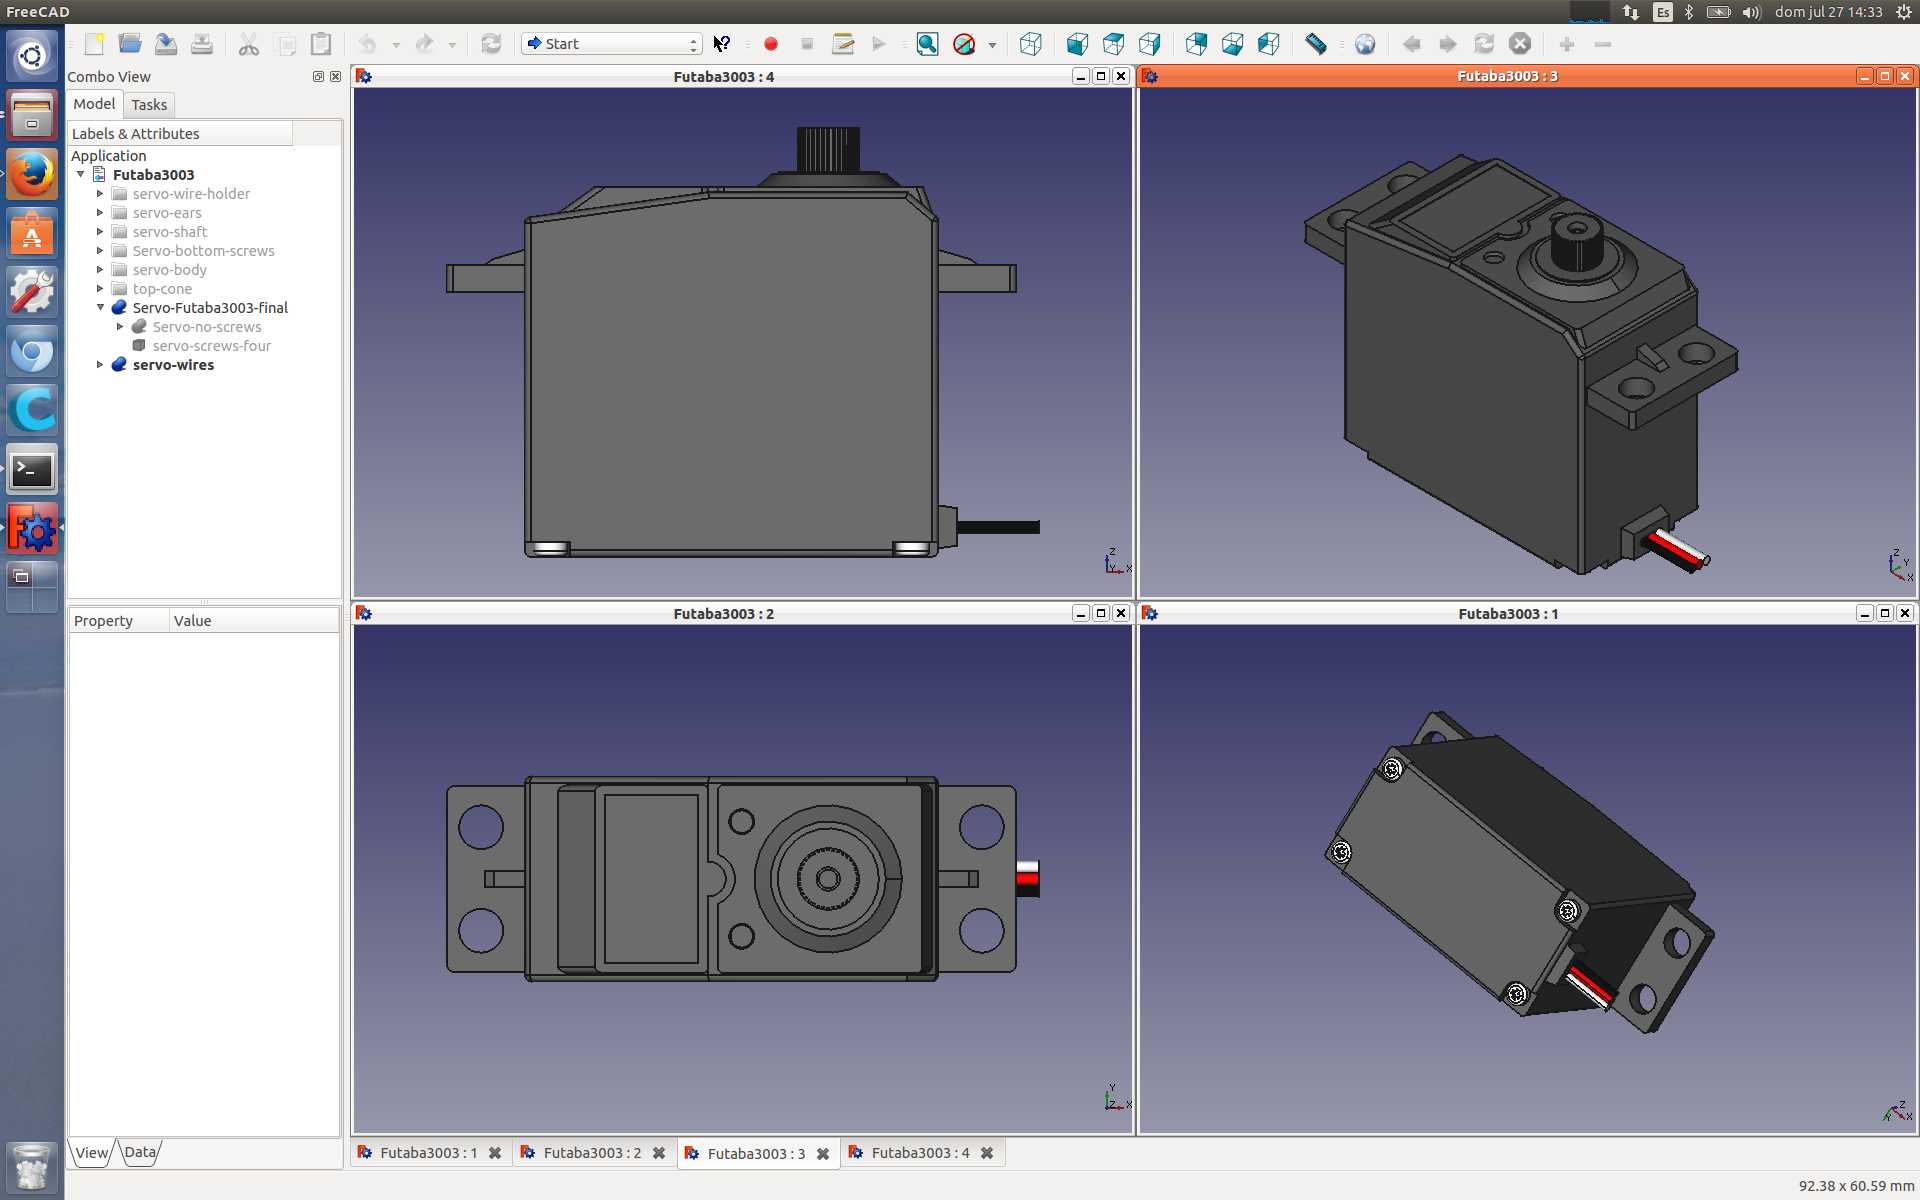 FreeCAD
Es
dom jul 27 14:33
Start
Combo View
Model
Tasks
Labels & Attributes
Application
Futaba3003
servo-wire-holder
servo-ears
servo-shaft
Servo-bottom-screws
servo-body
top-cone
Servo-Futaba3003-final
Servo-no-screws
servo-screws-four
servo-wires
Property
Value
View
Data
Futaba3003 : 4
Z
Y
X
Futaba3003 : 3
Z
Y
X
Futaba3003 : 2
Y
Z
X
Futaba3003 : 1
Z
Y
X
Futaba3003 : 1
Futaba3003 : 2
Futaba3003 : 3
Futaba3003 : 4
92.38 x 60.59 mm